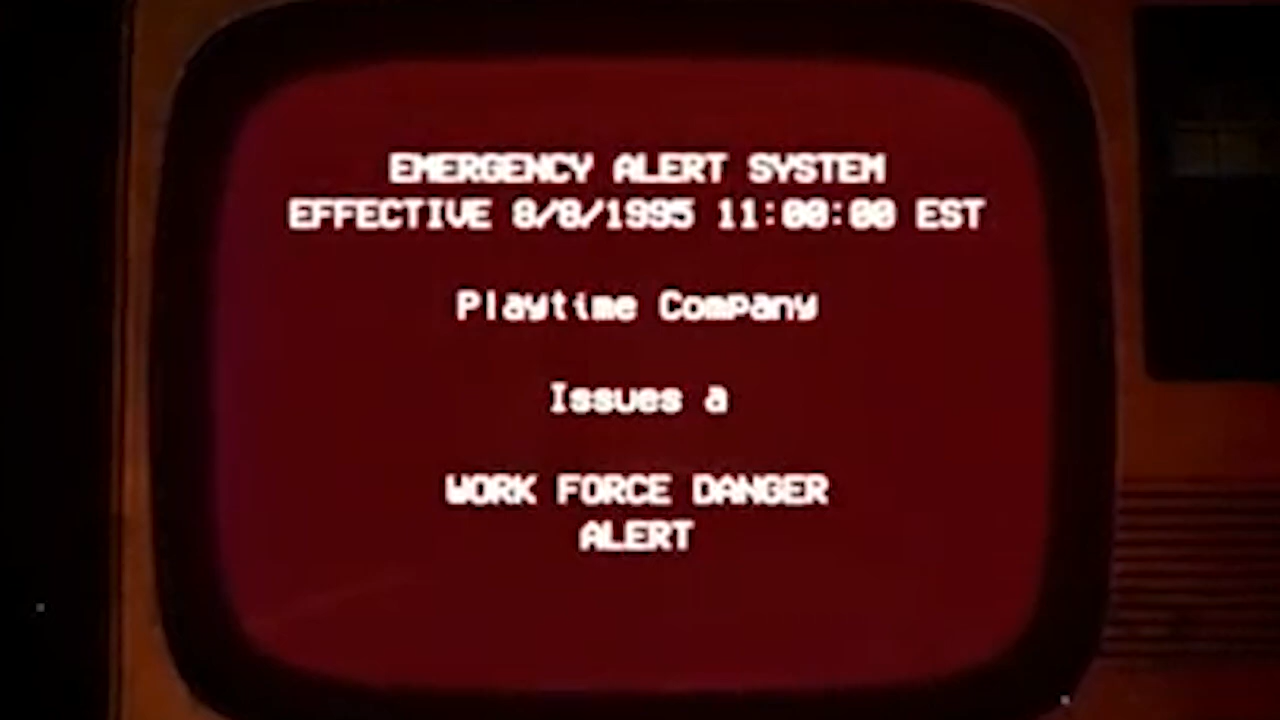 EMERGENCY ALERT SYSTEM
EFFECTIVE 8/8/1995 11:00:00 EST
Playtime Company
Issues a
WORK FORCE DANGER
ALERT